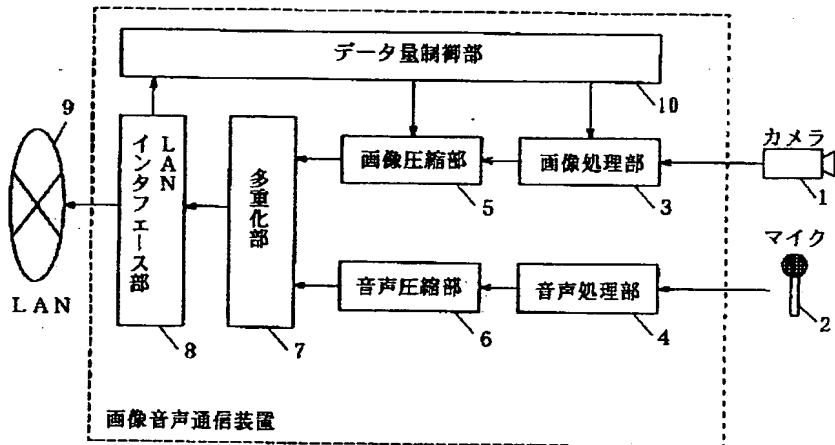 データ量制御部
10
9
LAN
インタフェース部
8
多重化部
7
画像圧縮部
5
画像処理部
3
カメラ
1
音声圧縮部
6
音声処理部
4
マイク
2
LAN
画像音声通信装置